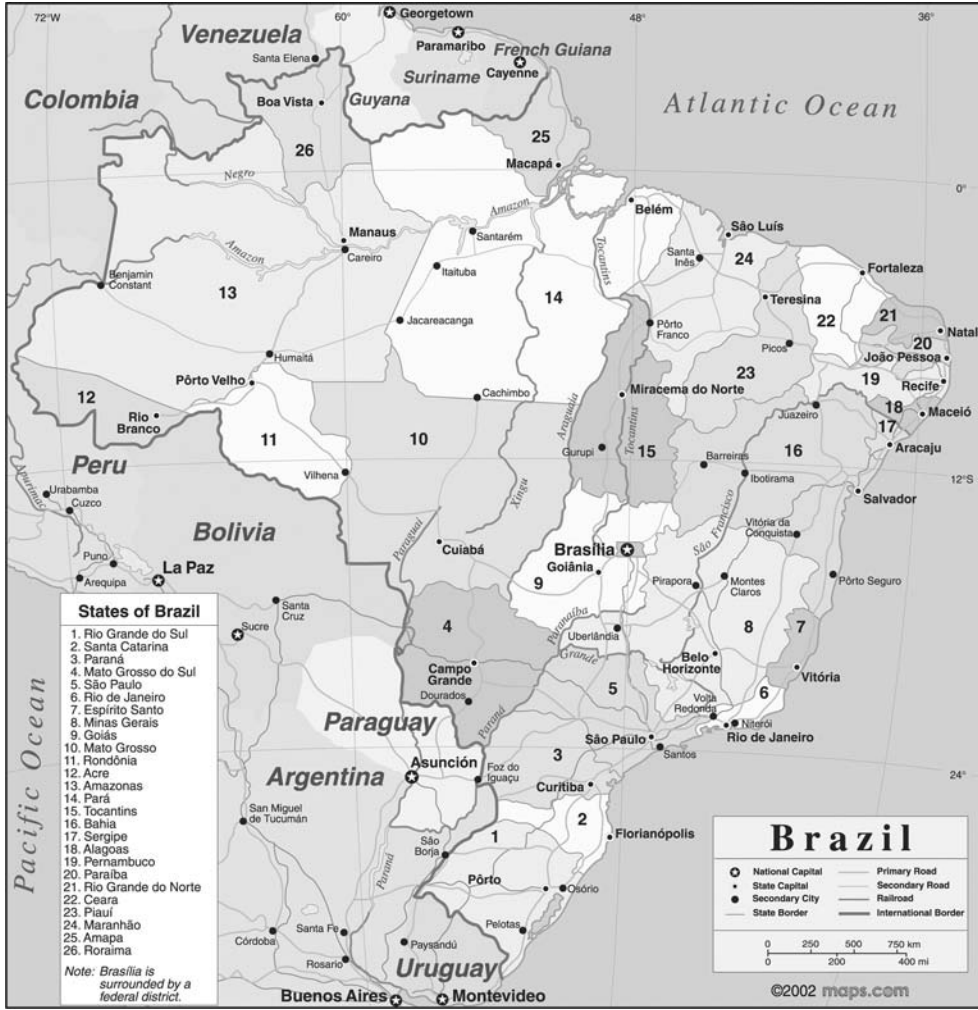 72°W
60°
48°
36°
Georgetown
Venezuela
Paramaribo
French Guiana
Santa Elena
Suriname
Cayenne
Colombia
Boa Vista
Guyana
Atlantic Ocean
25
26
Macapá
Negro
0°
Amazon
Belém
Manaus
São Luís
Santarém
Careiro
Amazon
Tocantins
Santa
Inês
24
Fortaleza
Benjamin
Constant
Itaituba
13
14
Teresina
21
22
Jacareacanga
Pôrto
Franco
Natal
20
Picos
Humaitá
João Pessoa
23
Pôrto Velho
19
12
Miracema do Norte
Recife
Cachimbo
18
Rio
Branco
Juazeiro
Maceió
17
11
10
Araguaia
Tocantins
Aracaju
Gurupi
15
16
Peru
Barreiras
Vilhena
Ibotirama
12°S
Apurimac
Xingu
Urabamba
Salvador
Cuzco
Bolivia
Paraguai
São Francisco
Vitória da
Conquista
Cuiabá
Brasília
Puno
Goiânia
La Paz
9
Pirapora
Montes
Claros
Pôrto Seguro
Arequipa
Santa
Cruz
Paranaíba
Sucre
4
Uberlândia
8
7
Grande
Belo
Horizonte
Campo
Grande
Vitória
5
6
Dourados
Volta
Redonda
Paraguay
Paraná
Niterói
São Paulo
Rio de Janeiro
Santos
3
Asunción
Argentina
Foz do
Iguaçu
24°
Curitiba
San Miguel
de Tucumán
2
1
Florianópolis
São
Borja
Paraná
Pôrto
Osório
Pelotas
Córdoba
Santa Fe
Paysandú
Rosario
Uruguay
Buenos Aires
Montevideo
Pacific Ocean
States of Brazil
1. Rio Grande do Sul
2. Santa Catarina
3. Paraná
4. Mato Grosso do Sul
5. São Paulo
6. Rio de Janeiro
7. Espírito Santo
8. Minas Gerais
9. Goiás
10. Mato Grosso
11. Rondônia
12. Acre
13. Amazonas
14. Pará
15. Tocantins
16. Bahia
17. Sergipe
18. Alagoas
19. Pernambuco
20. Paraíba
21. Rio Grande do Norte
22. Ceara
23. Piauí
24. Maranhão
25. Amapa
26. Roraima
Note: Brasília is
surrounded by a
federal district.
Brazil
National Capital
State Capital
Secondary City
State Border
Primary Road
Secondary Road
Railroad
International Border
0 250 500 750 km
0 200 400 mi
©2002 maps.com